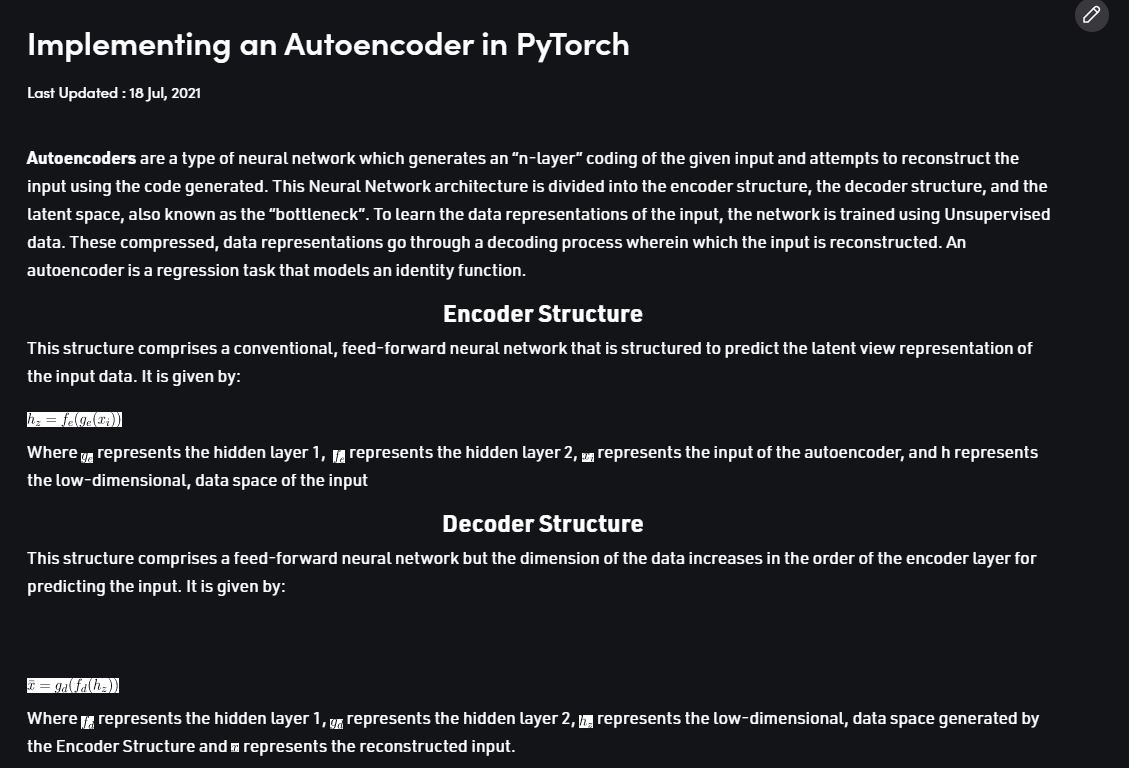 Implementing an Autoencoder in PyTorch
Last Updated : 18 Jul, 2021
Autoencoders are a type of neural network which generates an “n-layer” coding of the given input and attempts to reconstruct the
input using the code generated. This Neural Network architecture is divided into the encoder structure, the decoder structure, and the
latent space, also known as the “bottleneck”. To learn the data representations of the input, the network is trained using Unsupervised
data. These compressed, data representations go through a decoding process wherein which the input is reconstructed. An
autoencoder is a regression task that models an identity function.
Encoder Structure
This structure comprises a conventional, feed-forward neural network that is structured to predict the latent view representation of
the input data. It is given by:
h_z = f_e(g_e(x_i))
Where g_e represents the hidden layer 1, f_e represents the hidden layer 2, x_i represents the input of the autoencoder, and h represents
the low-dimensional, data space of the input
Decoder Structure
This structure comprises a feed-forward neural network but the dimension of the data increases in the order of the encoder layer for
predicting the input. It is given by:
x̄ = g_d(f_d(h_z))
Where f_d represents the hidden layer 1, g_d represents the hidden layer 2, h_z represents the low-dimensional, data space generated by
the Encoder Structure and represents the reconstructed input.